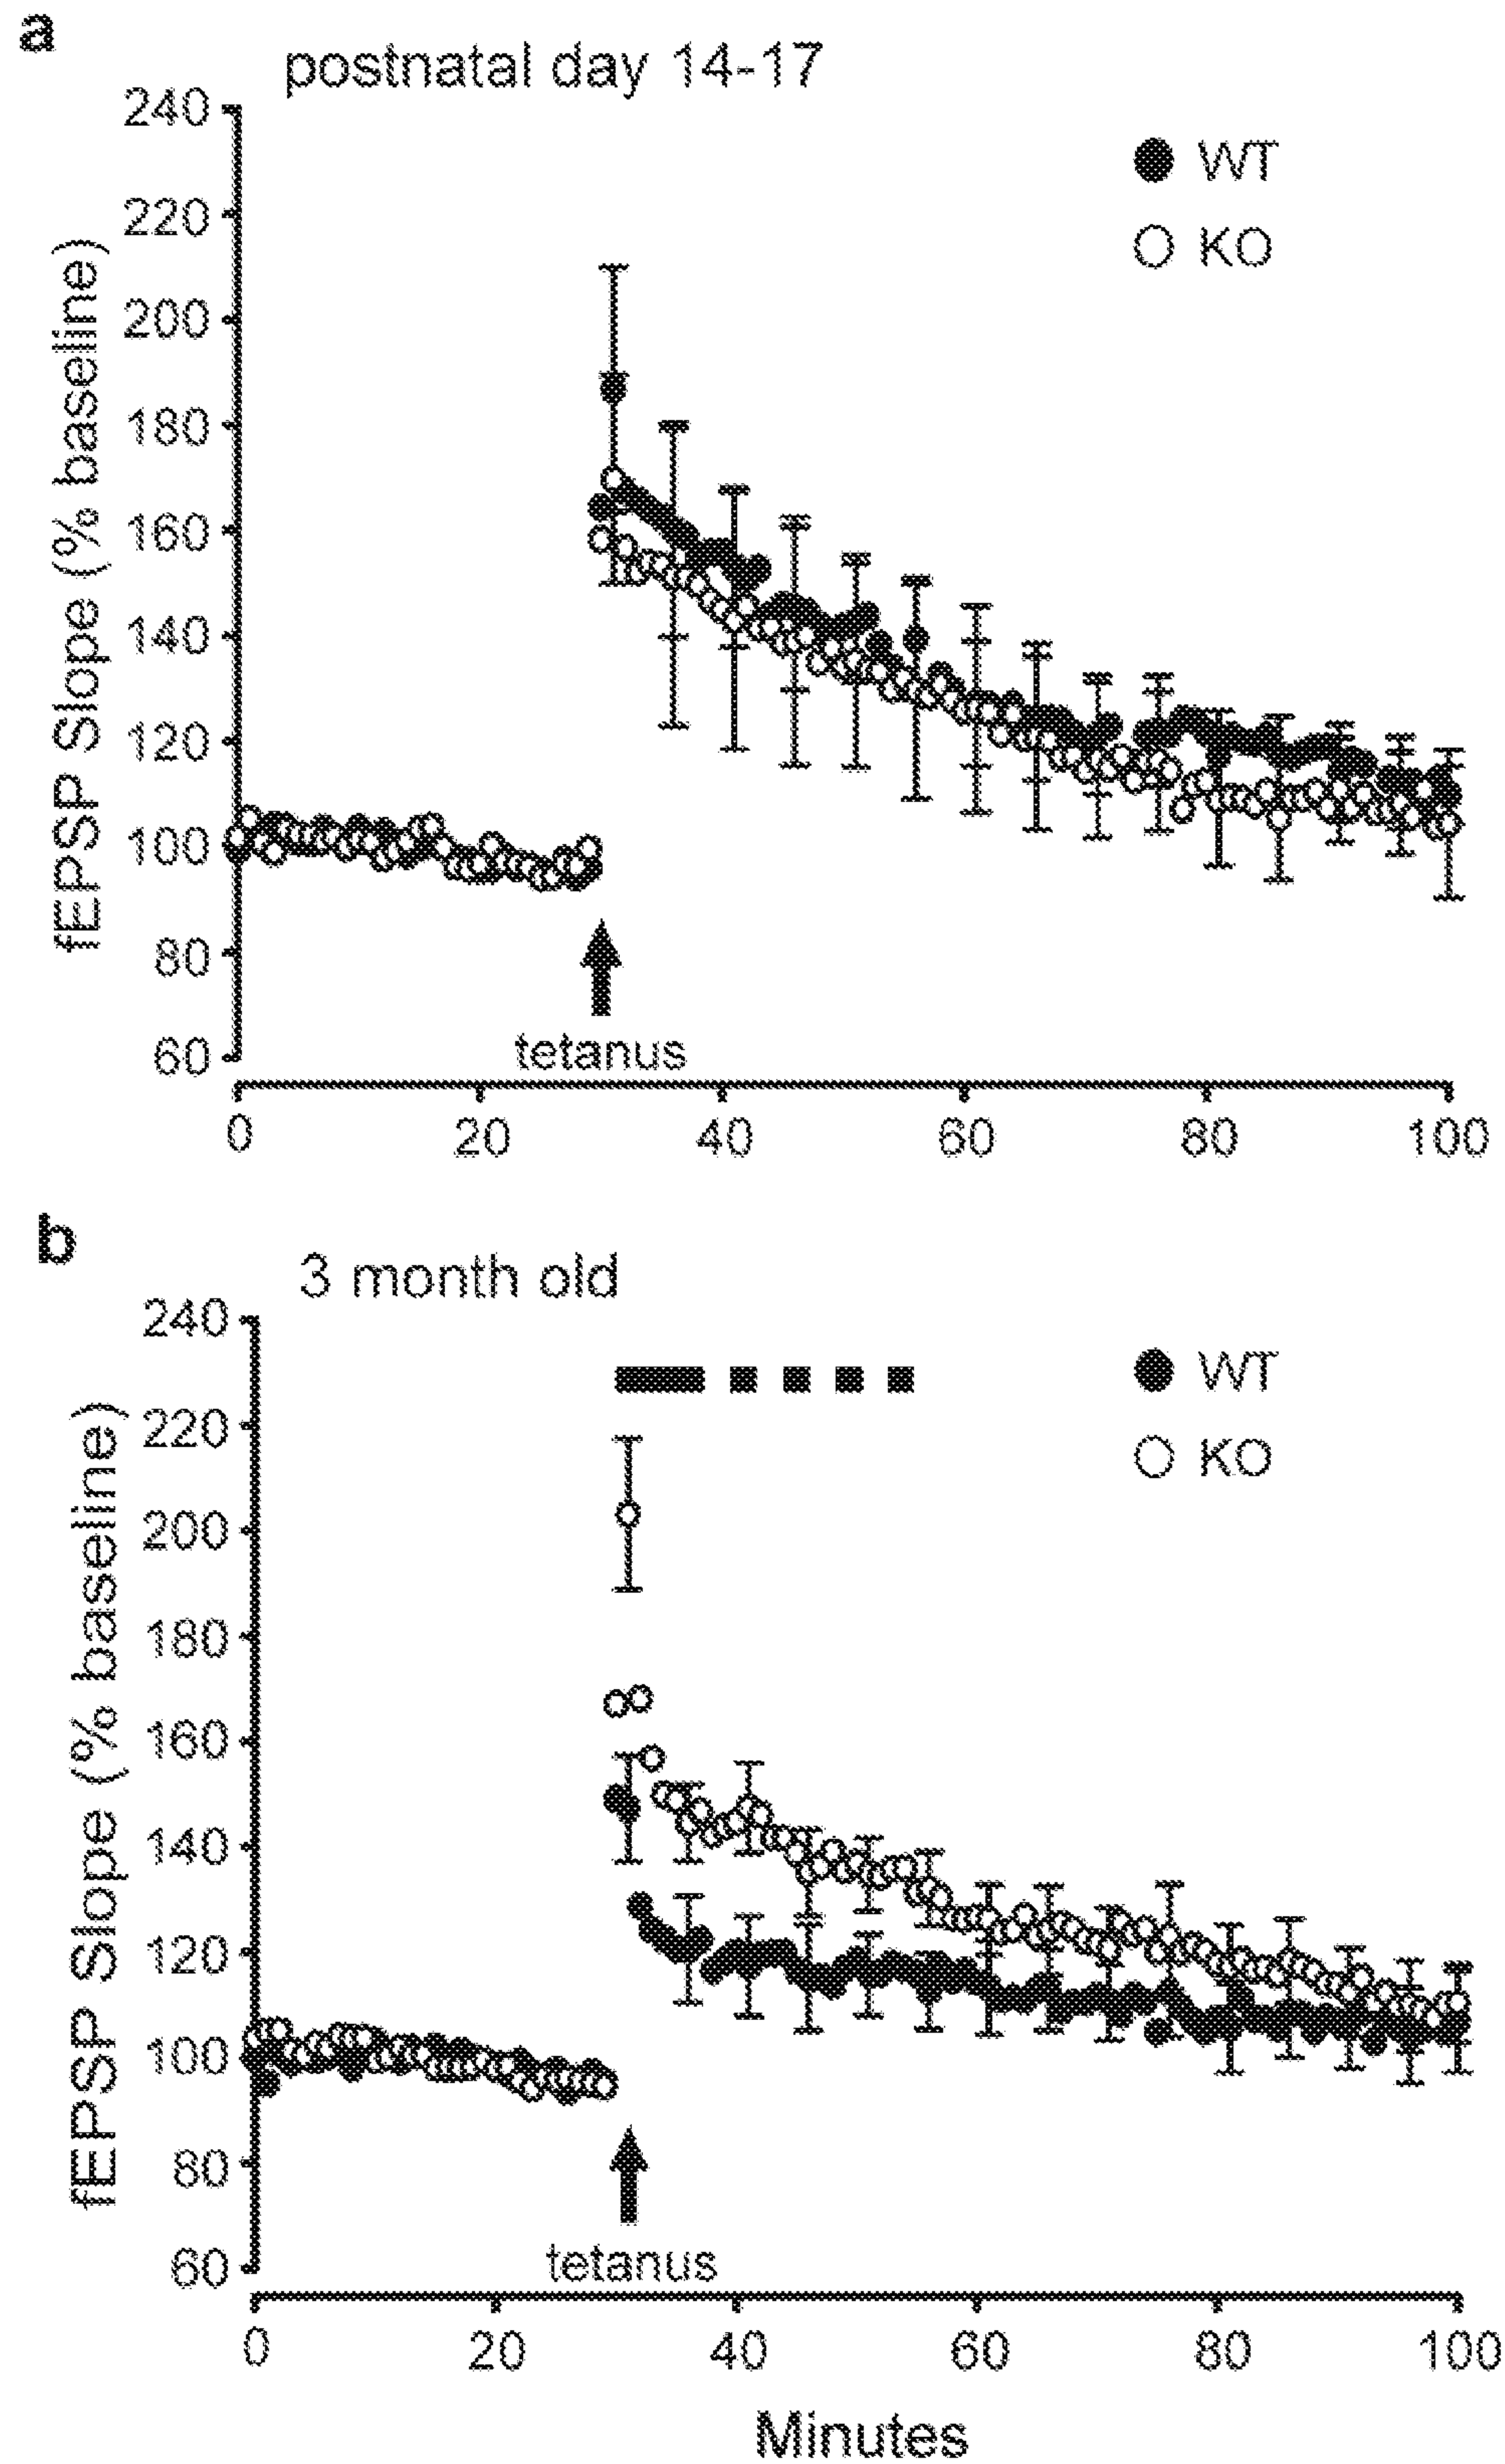 a
postnatal day 14-17
WT
KO
fEPSP Slope (% baseline)
240
220
200
180
160
140
120
100
80
60
tetanus
0 20 40 60 80 100
b
3 month old
WT
KO
fEPSP Slope (% baseline)
240
220
200
180
160
140
120
100
80
60
tetanus
0 20 40 60 80 100
Minutes